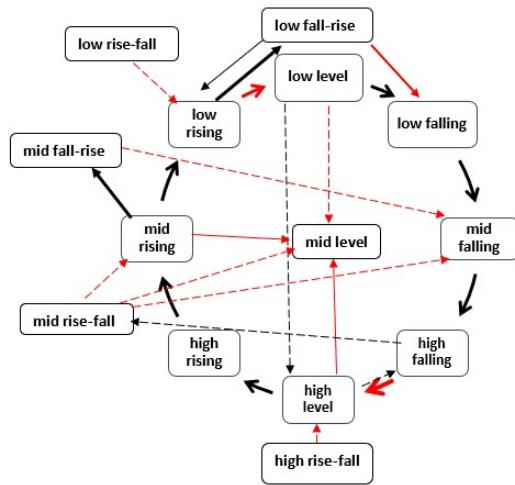 low fall-rise
low rise-fall
low level
low
rising
low falling
mid fall-rise
mid
rising
mid level
mid
falling
mid rise-fall
high
rising
high
falling
high
level
high rise-fall